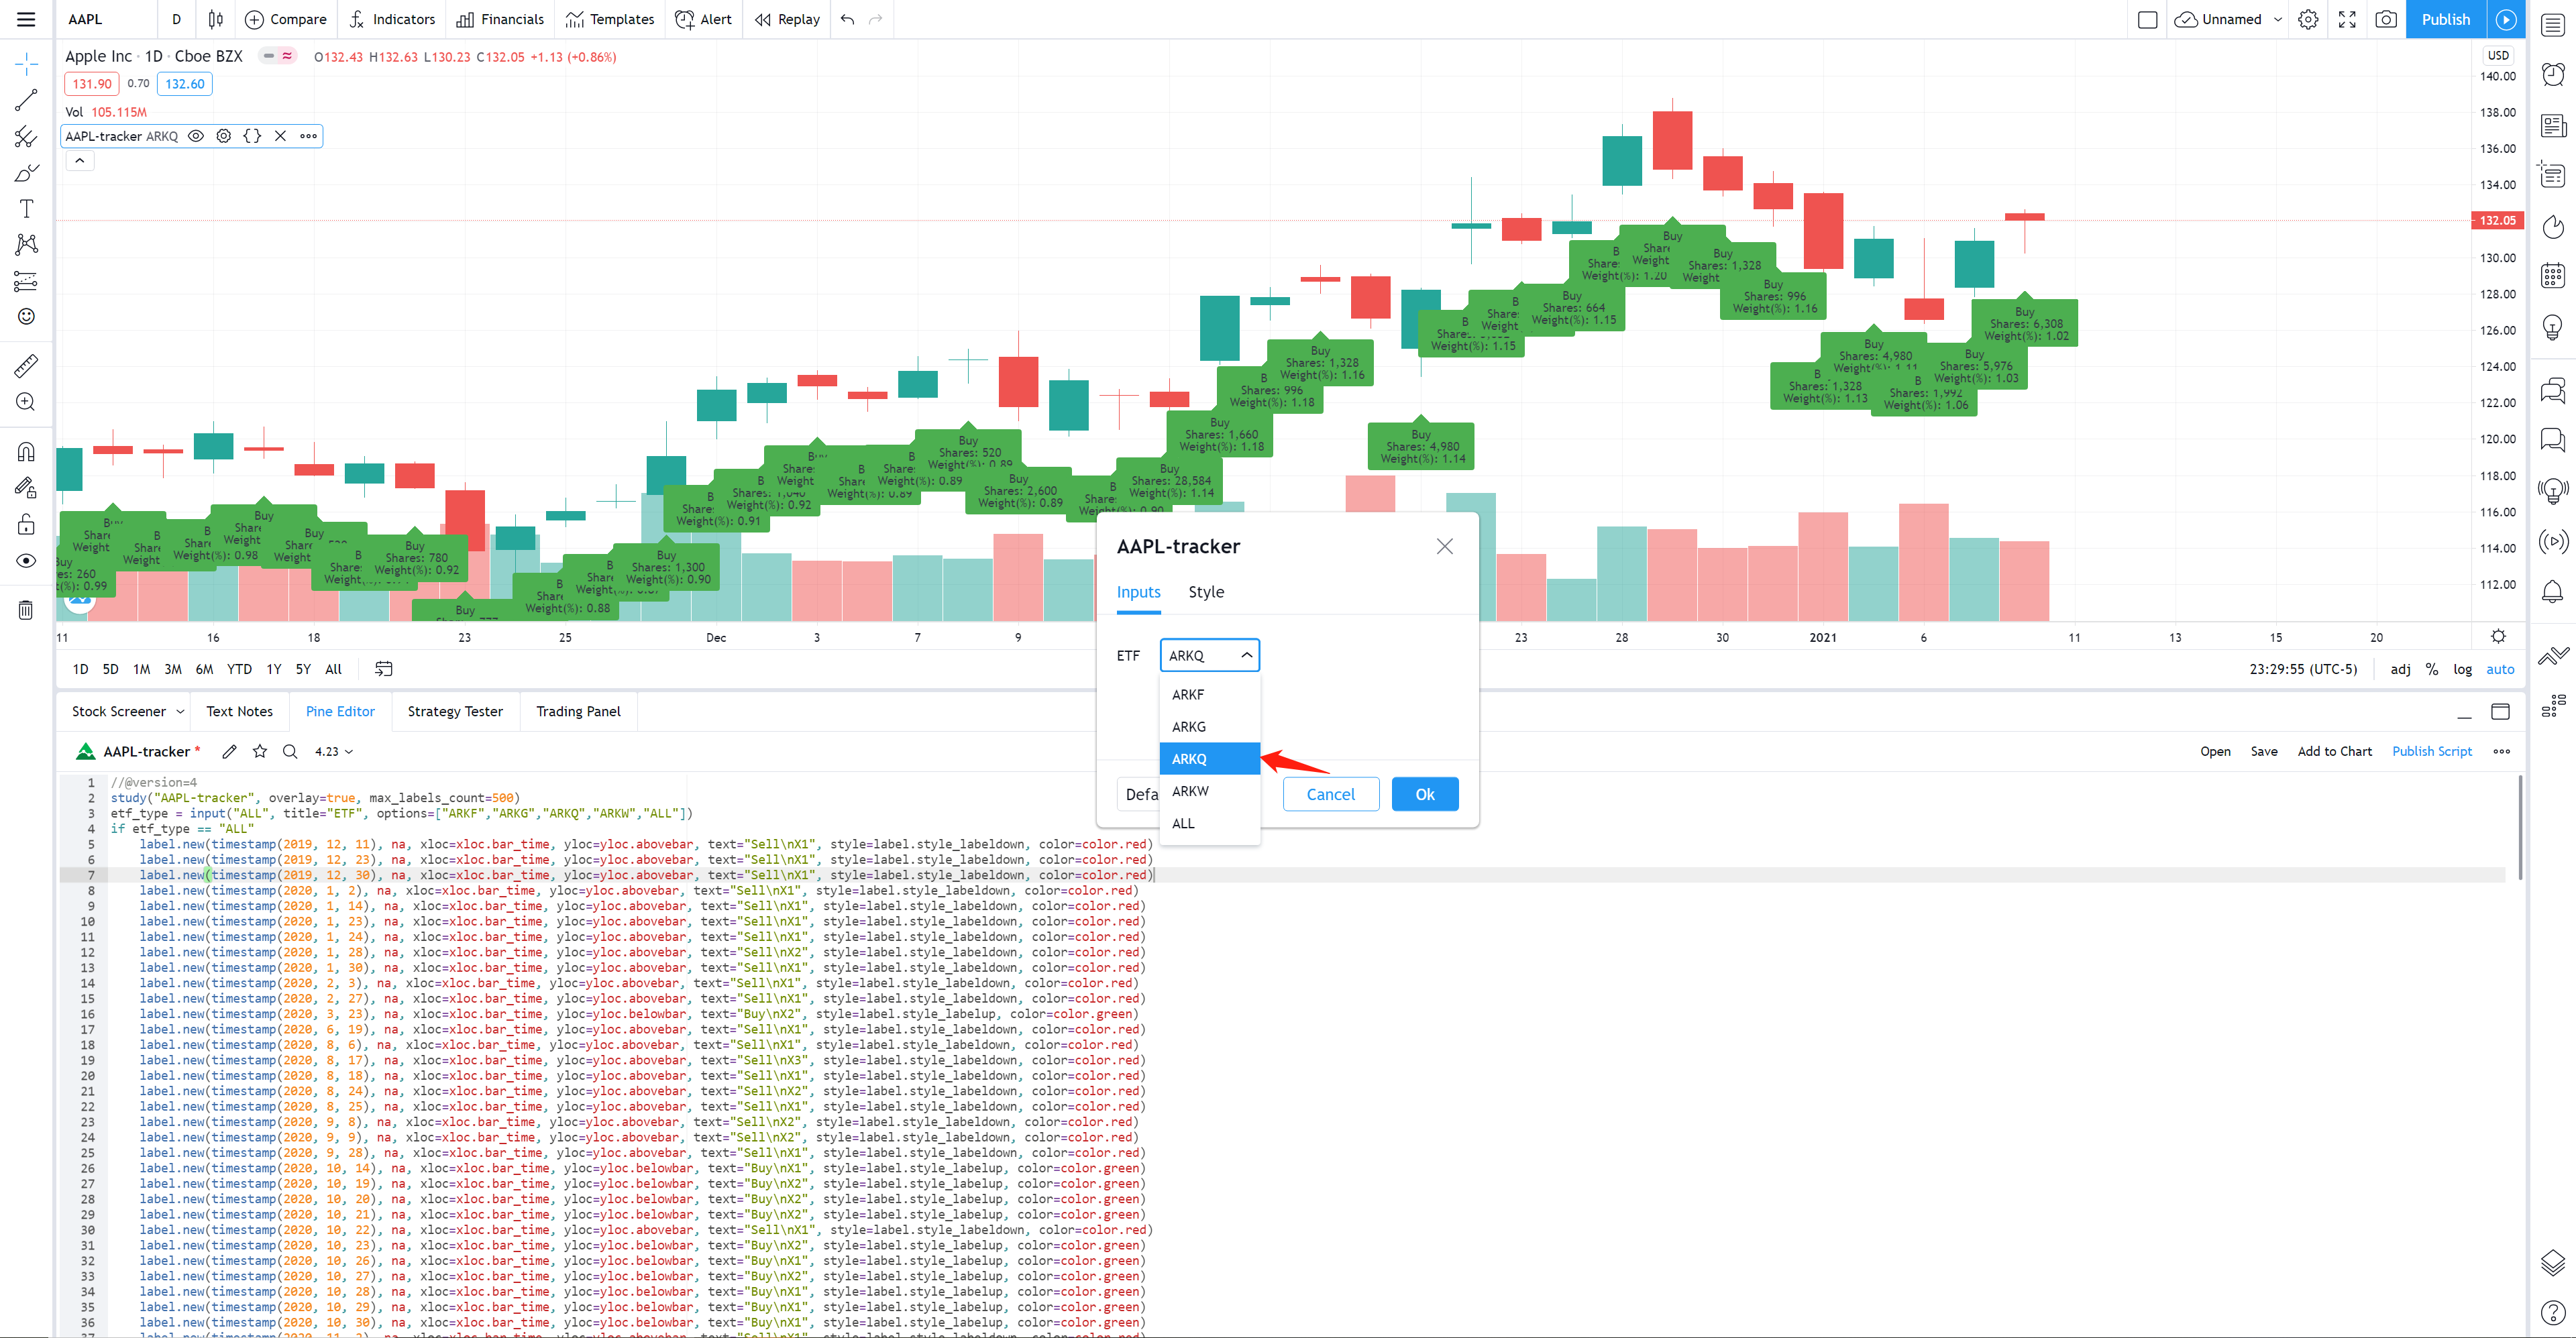 AAPL D Compare Indicators Financials Templates Alert Replay Unnamed Publish
Apple Inc · 1D · Cboe BZX O132.43 H132.63 L130.23 C132.05 +1.13 (+0.86%)
131.90 0.70 132.60
Vol 105.115M
AAPL-tracker ARKQ
USD
140.00
138.00
136.00
134.00
132.05
130.00
128.00
126.00
124.00
122.00
120.00
118.00
116.00
114.00
112.00
Buy
Shares: 1,328
Weight
Buy
Shares: 996
Weight(%): 1.16
Buy
Shares: 664
Weight(%): 1.15
Buy
Shares: 6,308
Weight(%): 1.02
Buy
Shares: 4,980
Buy
Shares: 5,976
Weight(%): 1.03
Shares: 1,328
Weight(%): 1.13
Shares: 1,992
Weight(%): 1.06
Buy
Shares: 1,328
Weight(%): 1.16
Shares: 996
Weight(%): 1.18
Buy
Shares: 1,660
Weight(%): 1.18
Buy
Shares: 4,980
Weight(%): 1.14
Buy
Shares: 28,584
Weight(%): 1.14
Buy
Shares: 520
Weight(%): 0.89
Buy
Shares: 2,600
Weight(%): 0.89
Buy
Shares: 780
Weight(%): 0.92
Buy
Shares: 1,300
Weight(%): 0.90
11 16 18 23 25 Dec 3 7 9 23 28 30 2021 6 11 13 15 20
1D 5D 1M 3M 6M YTD 1Y 5Y All 23:29:55 (UTC-5) adj % log auto
AAPL-tracker
Inputs Style
ETF ARKQ
ARKF
ARKG
ARKQ
ARKW
ALL
Defa Cancel Ok
Stock Screener Text Notes Pine Editor Strategy Tester Trading Panel
AAPL-tracker * 4.23 Open Save Add to Chart Publish Script
1 //@version=4
2 study("AAPL-tracker", overlay=true, max_labels_count=500)
3 etf_type = input("ALL", title="ETF", options=["ARKF","ARKG","ARKQ","ARKW","ALL"])
4 if etf_type == "ALL"
5 label.new(timestamp(2019, 12, 11), na, xloc=xloc.bar_time, yloc=yloc.abovebar, text="Sell\nX1", style=label.style_labeldown, color=color.red)
6 label.new(timestamp(2019, 12, 23), na, xloc=xloc.bar_time, yloc=yloc.abovebar, text="Sell\nX1", style=label.style_labeldown, color=color.red)
7 label.new(timestamp(2019, 12, 30), na, xloc=xloc.bar_time, yloc=yloc.abovebar, text="Sell\nX1", style=label.style_labeldown, color=color.red)
8 label.new(timestamp(2020, 1, 2), na, xloc=xloc.bar_time, yloc=yloc.abovebar, text="Sell\nX1", style=label.style_labeldown, color=color.red)
9 label.new(timestamp(2020, 1, 14), na, xloc=xloc.bar_time, yloc=yloc.abovebar, text="Sell\nX1", style=label.style_labeldown, color=color.red)
10 label.new(timestamp(2020, 1, 23), na, xloc=xloc.bar_time, yloc=yloc.abovebar, text="Sell\nX1", style=label.style_labeldown, color=color.red)
11 label.new(timestamp(2020, 1, 24), na, xloc=xloc.bar_time, yloc=yloc.abovebar, text="Sell\nX1", style=label.style_labeldown, color=color.red)
12 label.new(timestamp(2020, 1, 28), na, xloc=xloc.bar_time, yloc=yloc.abovebar, text="Sell\nX2", style=label.style_labeldown, color=color.red)
13 label.new(timestamp(2020, 1, 30), na, xloc=xloc.bar_time, yloc=yloc.abovebar, text="Sell\nX1", style=label.style_labeldown, color=color.red)
14 label.new(timestamp(2020, 2, 3), na, xloc=xloc.bar_time, yloc=yloc.abovebar, text="Sell\nX1", style=label.style_labeldown, color=color.red)
15 label.new(timestamp(2020, 2, 27), na, xloc=xloc.bar_time, yloc=yloc.abovebar, text="Sell\nX1", style=label.style_labeldown, color=color.red)
16 label.new(timestamp(2020, 3, 23), na, xloc=xloc.bar_time, yloc=yloc.belowbar, text="Buy\nX2", style=label.style_labelup, color=color.green)
17 label.new(timestamp(2020, 6, 19), na, xloc=xloc.bar_time, yloc=yloc.abovebar, text="Sell\nX1", style=label.style_labeldown, color=color.red)
18 label.new(timestamp(2020, 8, 6), na, xloc=xloc.bar_time, yloc=yloc.abovebar, text="Sell\nX1", style=label.style_labeldown, color=color.red)
19 label.new(timestamp(2020, 8, 17), na, xloc=xloc.bar_time, yloc=yloc.abovebar, text="Sell\nX3", style=label.style_labeldown, color=color.red)
20 label.new(timestamp(2020, 8, 18), na, xloc=xloc.bar_time, yloc=yloc.abovebar, text="Sell\nX1", style=label.style_labeldown, color=color.red)
21 label.new(timestamp(2020, 8, 24), na, xloc=xloc.bar_time, yloc=yloc.abovebar, text="Sell\nX2", style=label.style_labeldown, color=color.red)
22 label.new(timestamp(2020, 8, 25), na, xloc=xloc.bar_time, yloc=yloc.abovebar, text="Sell\nX1", style=label.style_labeldown, color=color.red)
23 label.new(timestamp(2020, 9, 8), na, xloc=xloc.bar_time, yloc=yloc.abovebar, text="Sell\nX2", style=label.style_labeldown, color=color.red)
24 label.new(timestamp(2020, 9, 9), na, xloc=xloc.bar_time, yloc=yloc.abovebar, text="Sell\nX2", style=label.style_labeldown, color=color.red)
25 label.new(timestamp(2020, 9, 28), na, xloc=xloc.bar_time, yloc=yloc.abovebar, text="Sell\nX1", style=label.style_labeldown, color=color.red)
26 label.new(timestamp(2020, 10, 14), na, xloc=xloc.bar_time, yloc=yloc.belowbar, text="Buy\nX1", style=label.style_labelup, color=color.green)
27 label.new(timestamp(2020, 10, 19), na, xloc=xloc.bar_time, yloc=yloc.belowbar, text="Buy\nX2", style=label.style_labelup, color=color.green)
28 label.new(timestamp(2020, 10, 20), na, xloc=xloc.bar_time, yloc=yloc.belowbar, text="Buy\nX2", style=label.style_labelup, color=color.green)
29 label.new(timestamp(2020, 10, 21), na, xloc=xloc.bar_time, yloc=yloc.belowbar, text="Buy\nX2", style=label.style_labelup, color=color.green)
30 label.new(timestamp(2020, 10, 22), na, xloc=xloc.bar_time, yloc=yloc.abovebar, text="Sell\nX1", style=label.style_labeldown, color=color.red)
31 label.new(timestamp(2020, 10, 23), na, xloc=xloc.bar_time, yloc=yloc.belowbar, text="Buy\nX2", style=label.style_labelup, color=color.green)
32 label.new(timestamp(2020, 10, 26), na, xloc=xloc.bar_time, yloc=yloc.belowbar, text="Buy\nX1", style=label.style_labelup, color=color.green)
33 label.new(timestamp(2020, 10, 27), na, xloc=xloc.bar_time, yloc=yloc.belowbar, text="Buy\nX2", style=label.style_labelup, color=color.green)
34 label.new(timestamp(2020, 10, 28), na, xloc=xloc.bar_time, yloc=yloc.belowbar, text="Buy\nX1", style=label.style_labelup, color=color.green)
35 label.new(timestamp(2020, 10, 29), na, xloc=xloc.bar_time, yloc=yloc.belowbar, text="Buy\nX1", style=label.style_labelup, color=color.green)
36 label.new(timestamp(2020, 10, 30), na, xloc=xloc.bar_time, yloc=yloc.belowbar, text="Buy\nX1", style=label.style_labelup, color=color.green)